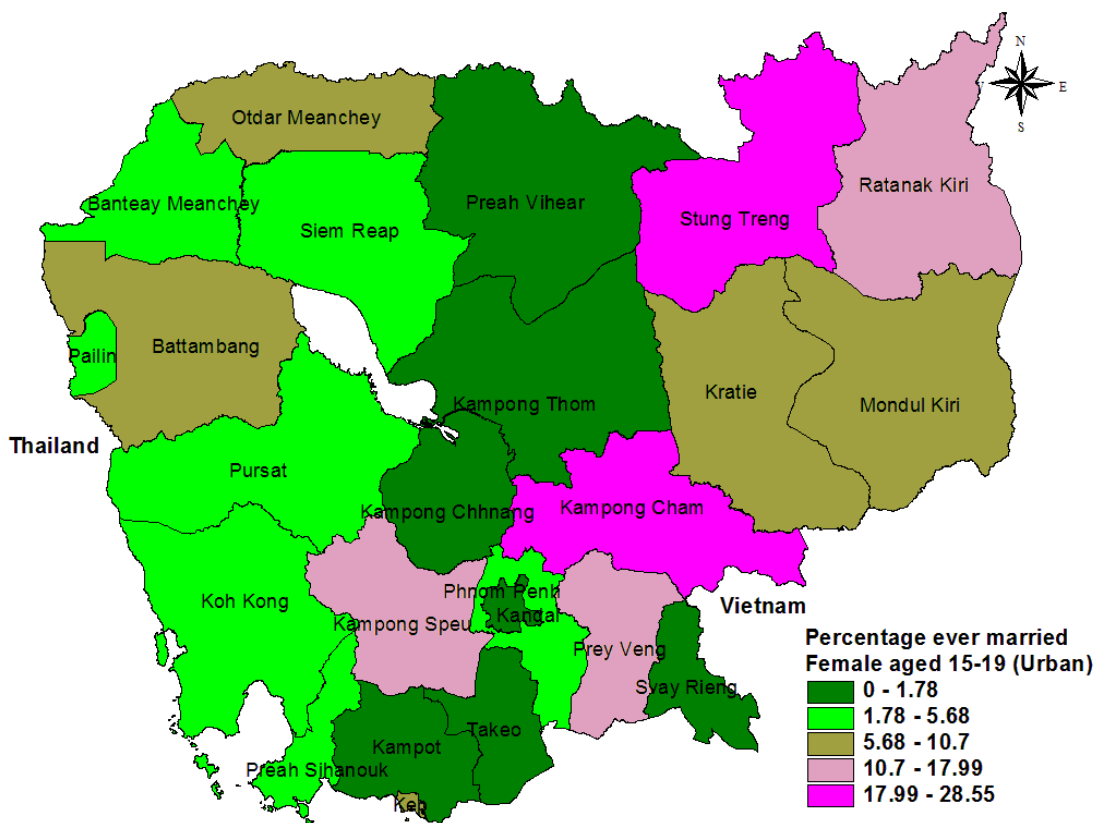 N
E
S
Otdar Meanchey
Banteay Meanchey
Siem Reap
Preah Vihear
Stung Treng
Ratanak Kiri
Pailin
Battambang
Kampong Thom
Kratie
Mondul Kiri
Thailand
Pursat
Kampong Chhnang
Kampong Cham
Koh Kong
Phnom Penh
Kandal
Kampong Speu
Prey Veng
Vietnam
Svay Rieng
Takeo
Kampot
Preah Sihanouk
Kep
Percentage ever married
Female aged 15-19 (Urban)
0 - 1.78
1.78 - 5.68
5.68 - 10.7
10.7 - 17.99
17.99 - 28.55